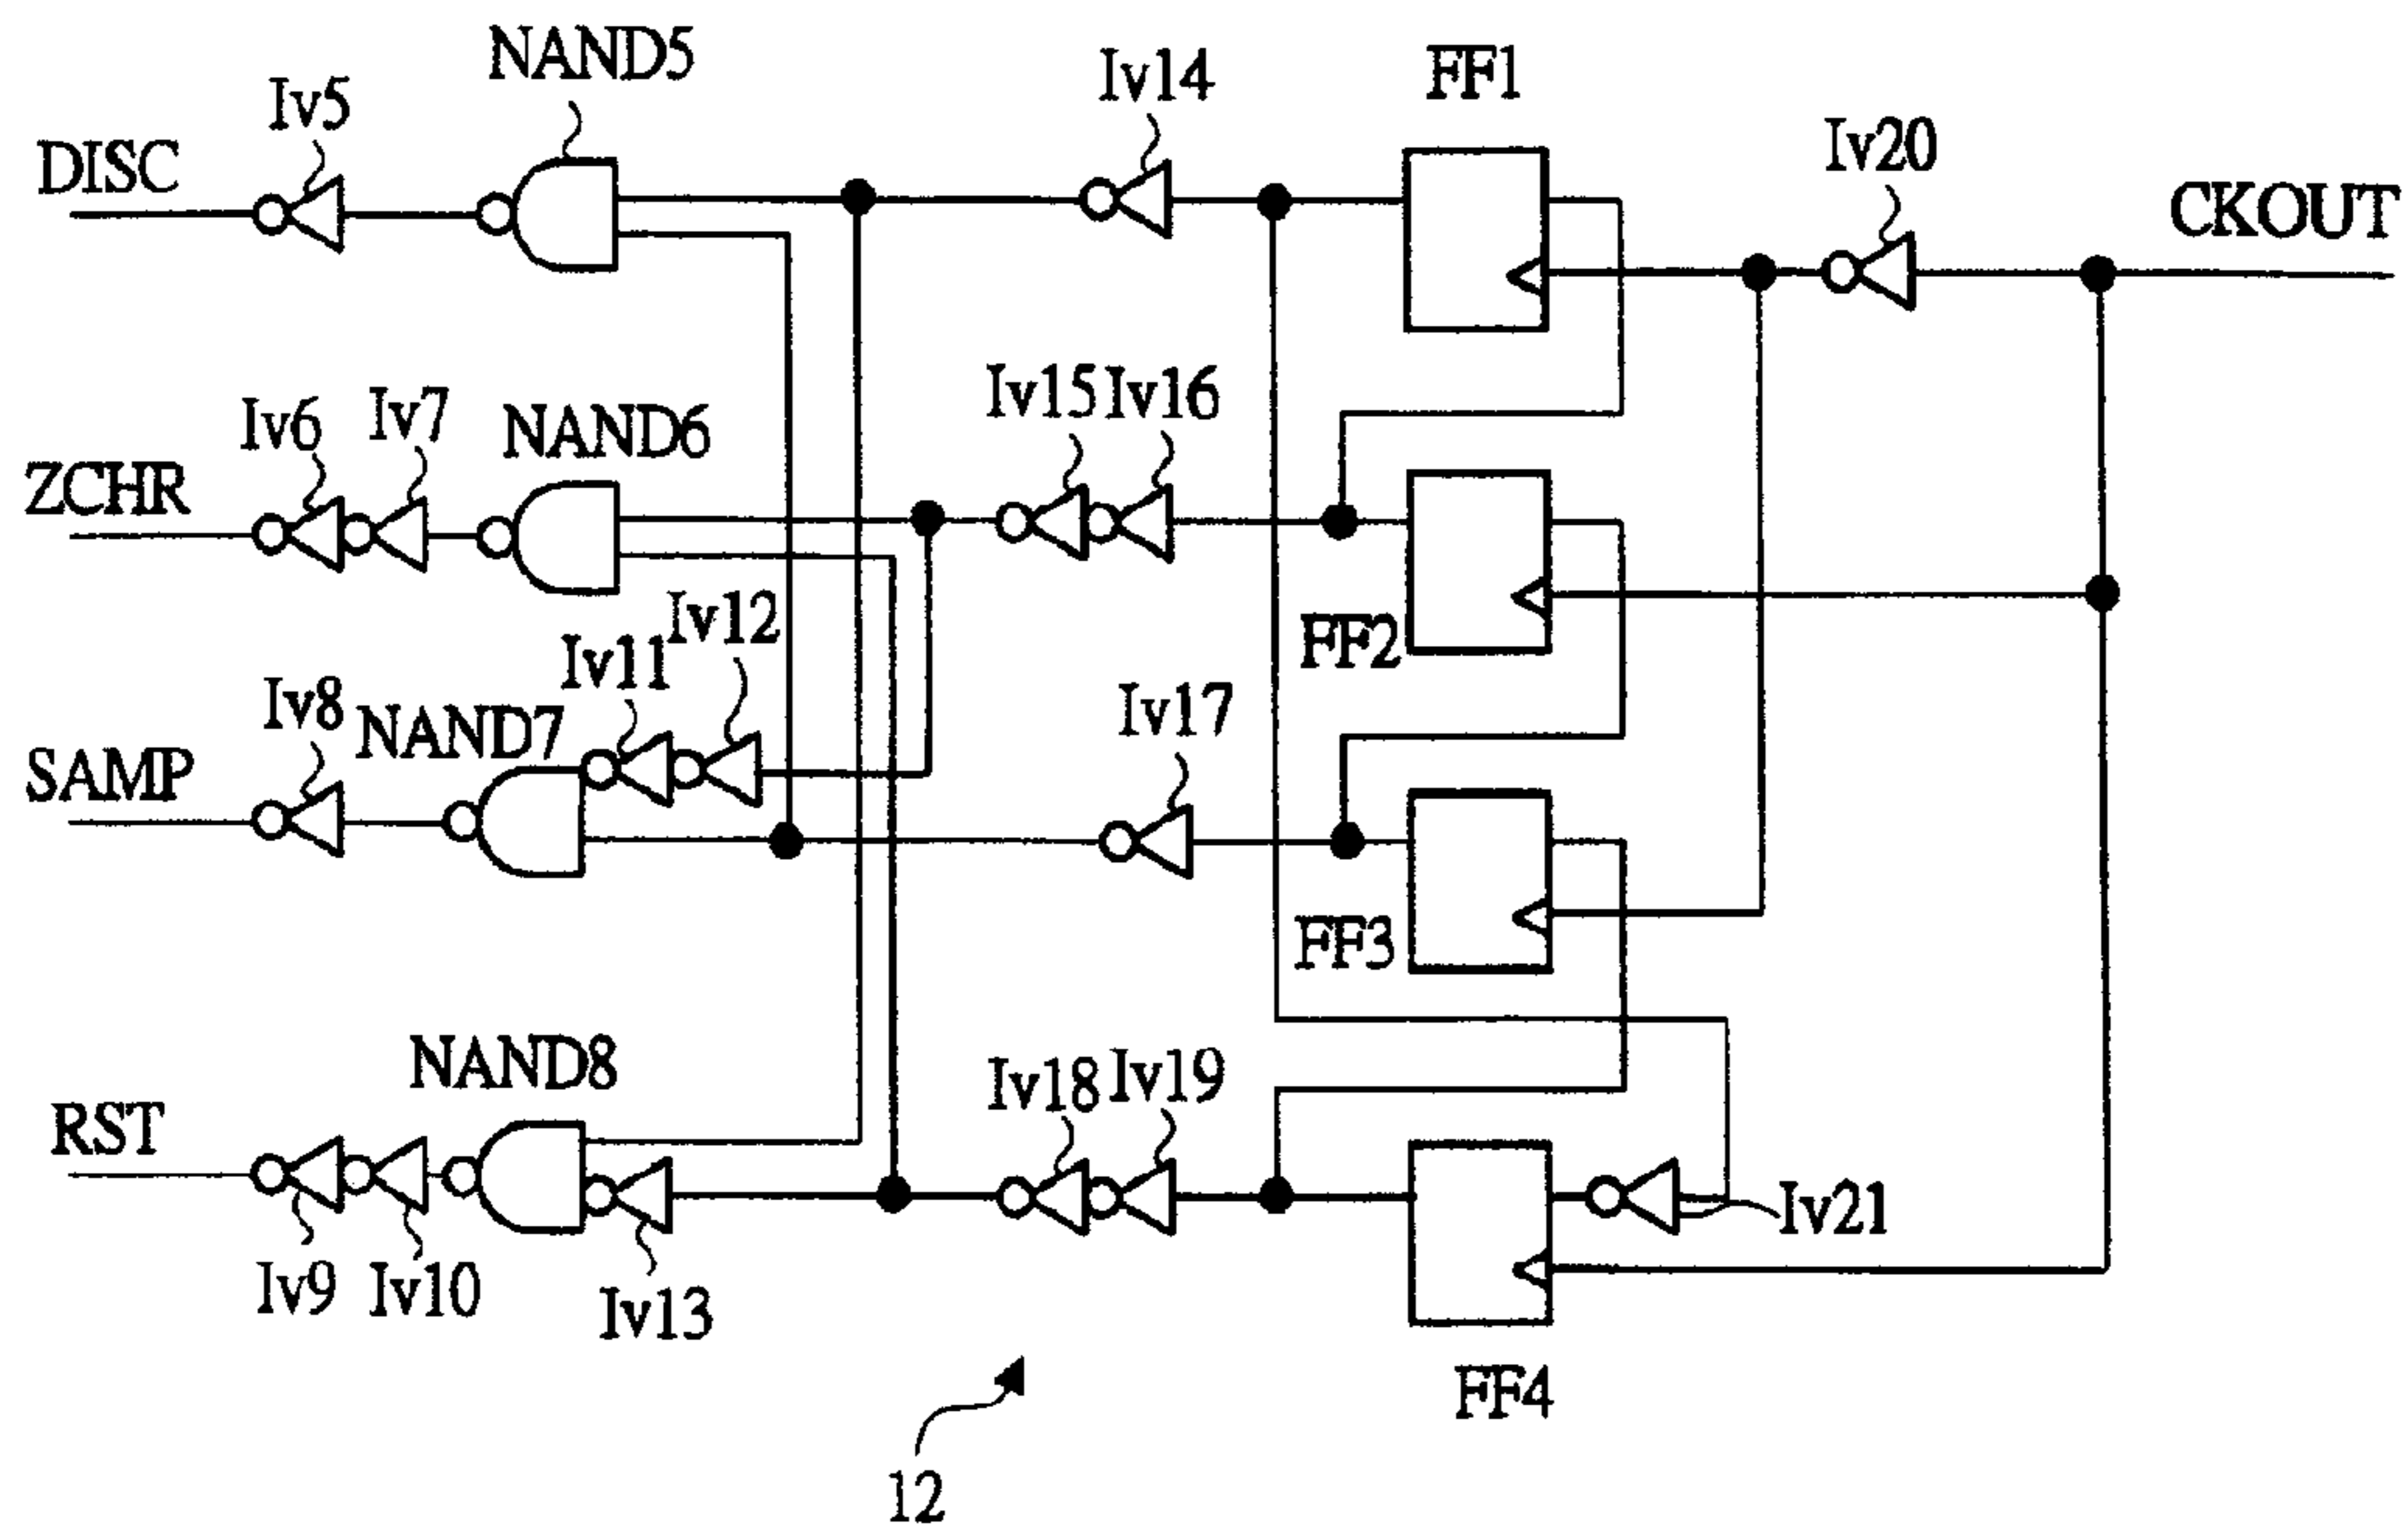 NAND5
Iv14
FF1
Iv5
Iv20
DISC
CKOUT
Iv15
Iv16
Iv6
Iv7
NAND6
ZCHR
Iv12
Iv11
FF2
Iv8
NAND7
Iv17
SAMP
FF3
NAND8
Iv18
Iv19
RST
Iv21
Iv9
Iv10
Iv13
FF4
12